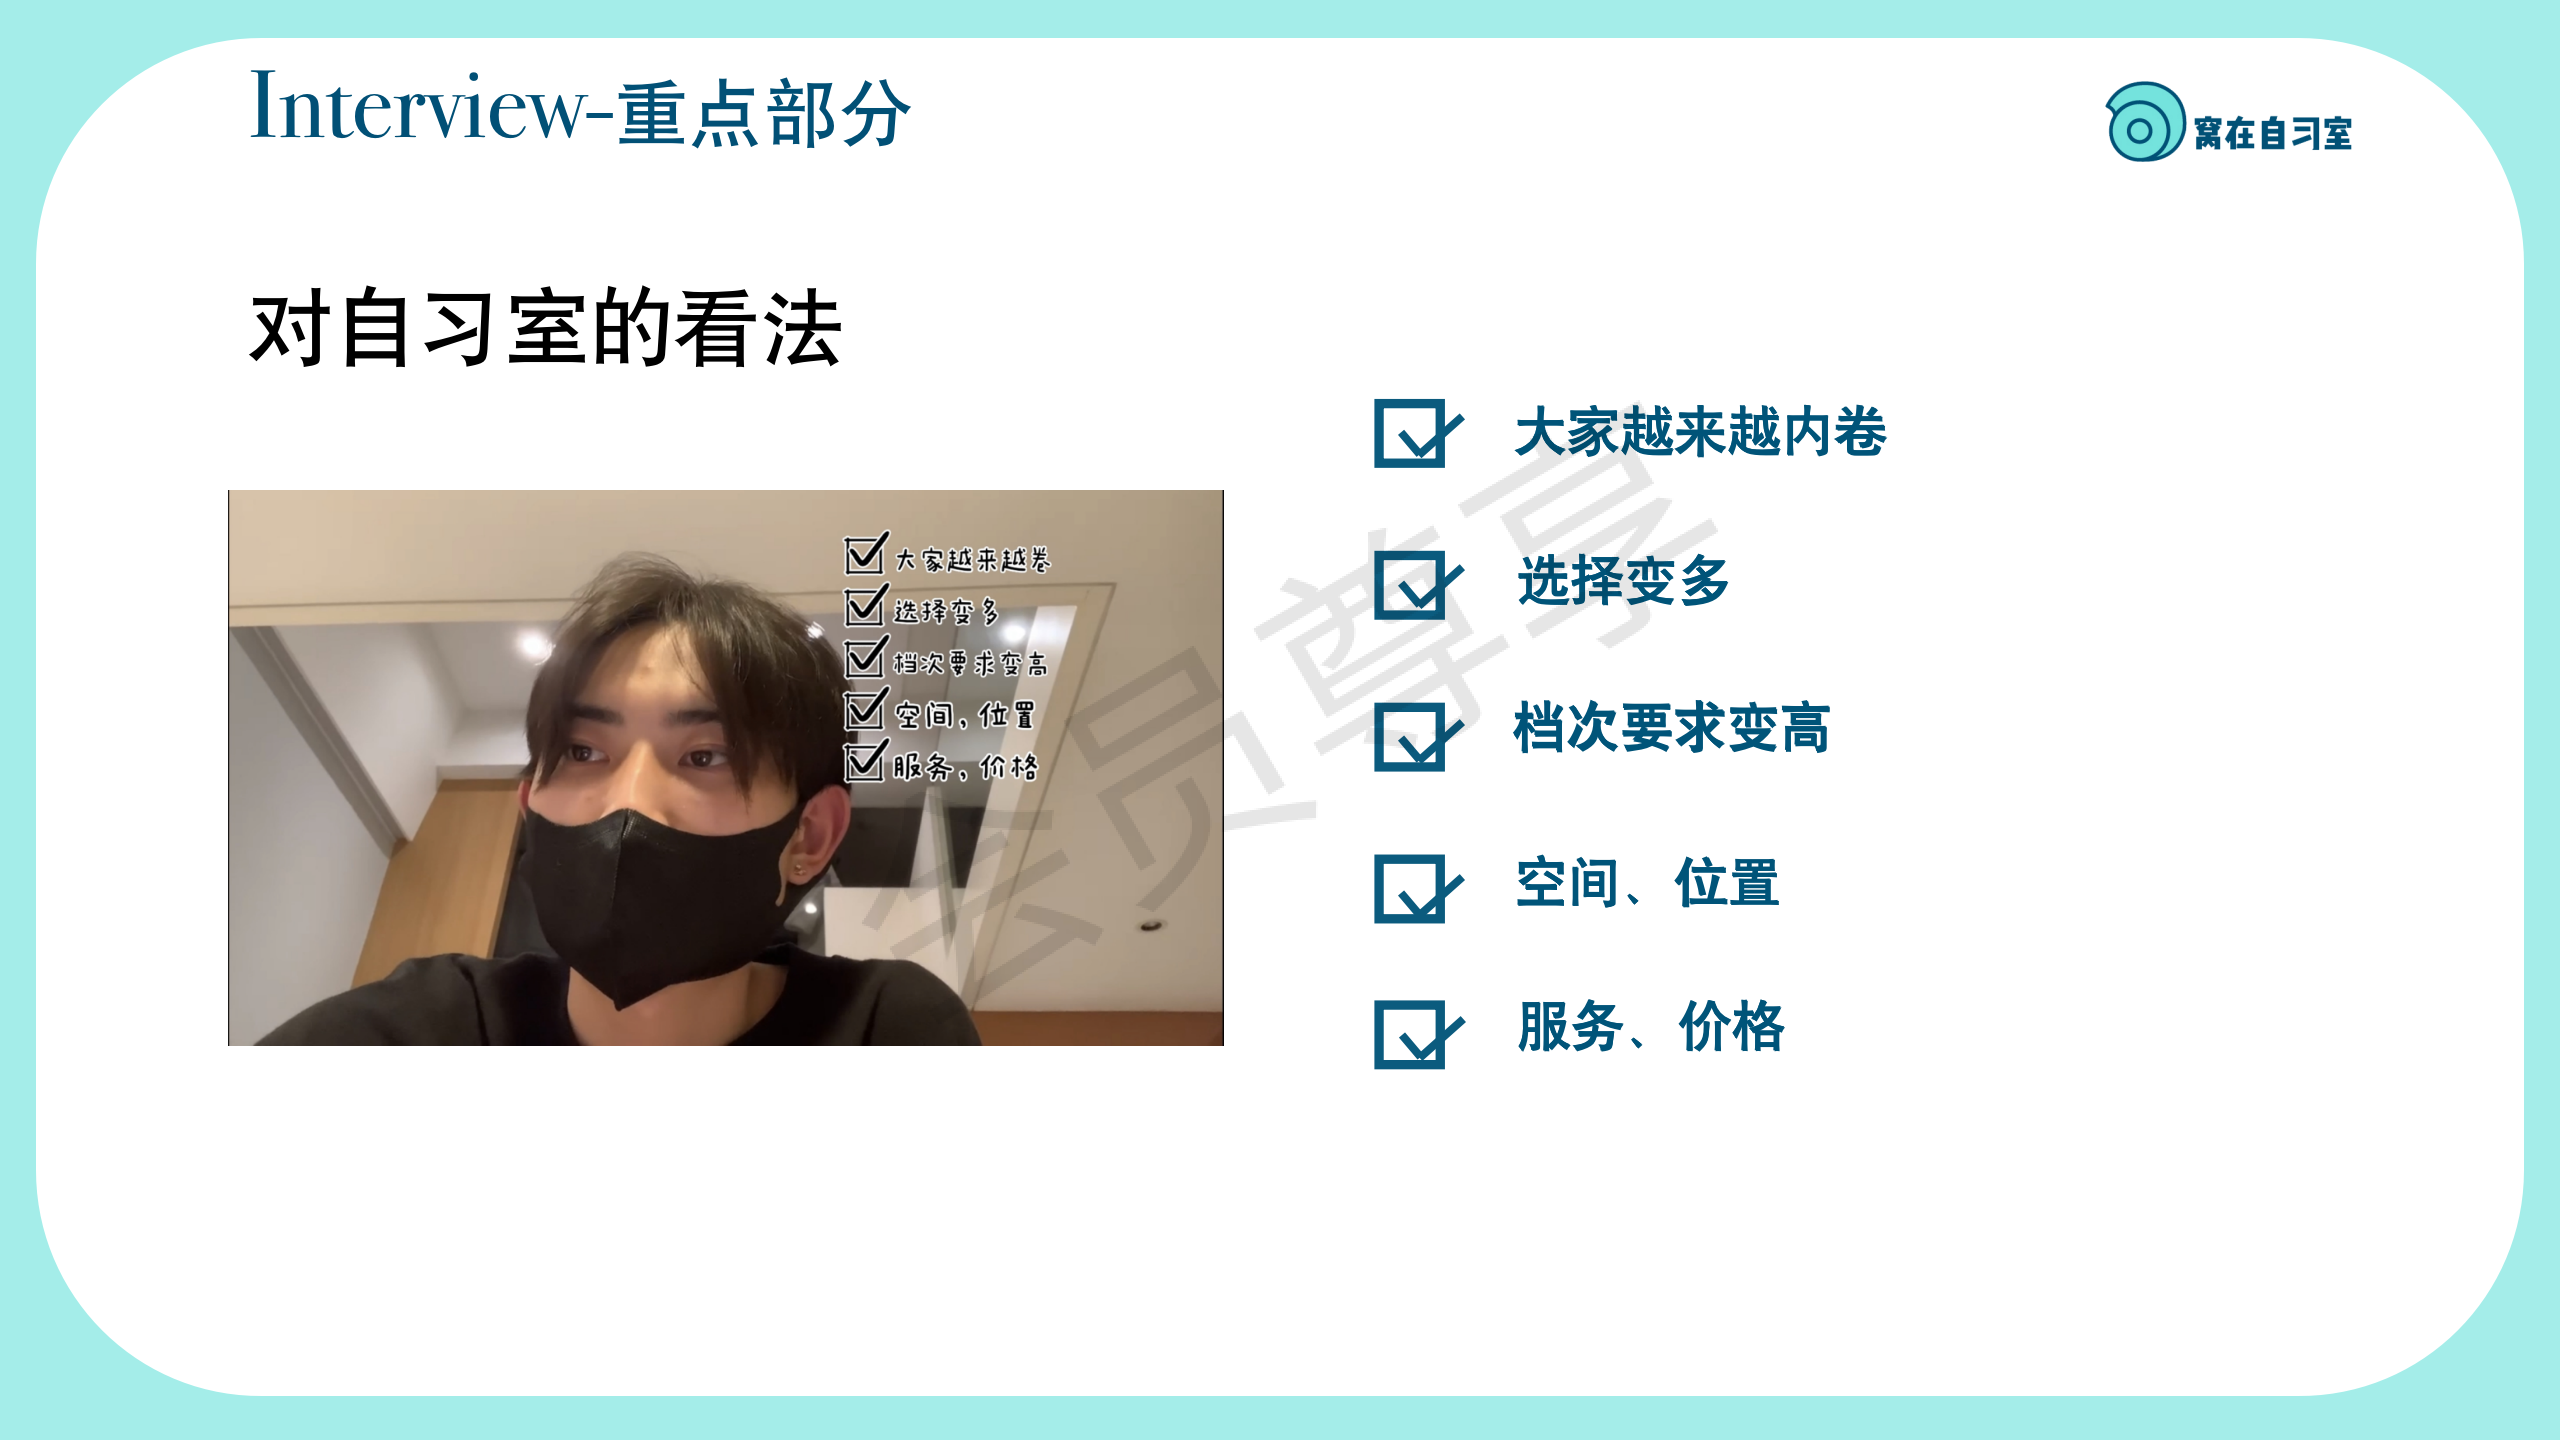 Interview-重点部分
窝在自习室
对自习室的看法
大家越来越卷
选择变多
档次要求变高
空间，位置
服务，价格
大家越来越内卷
选择变多
档次要求变高
空间、位置
服务、价格
会员尊享